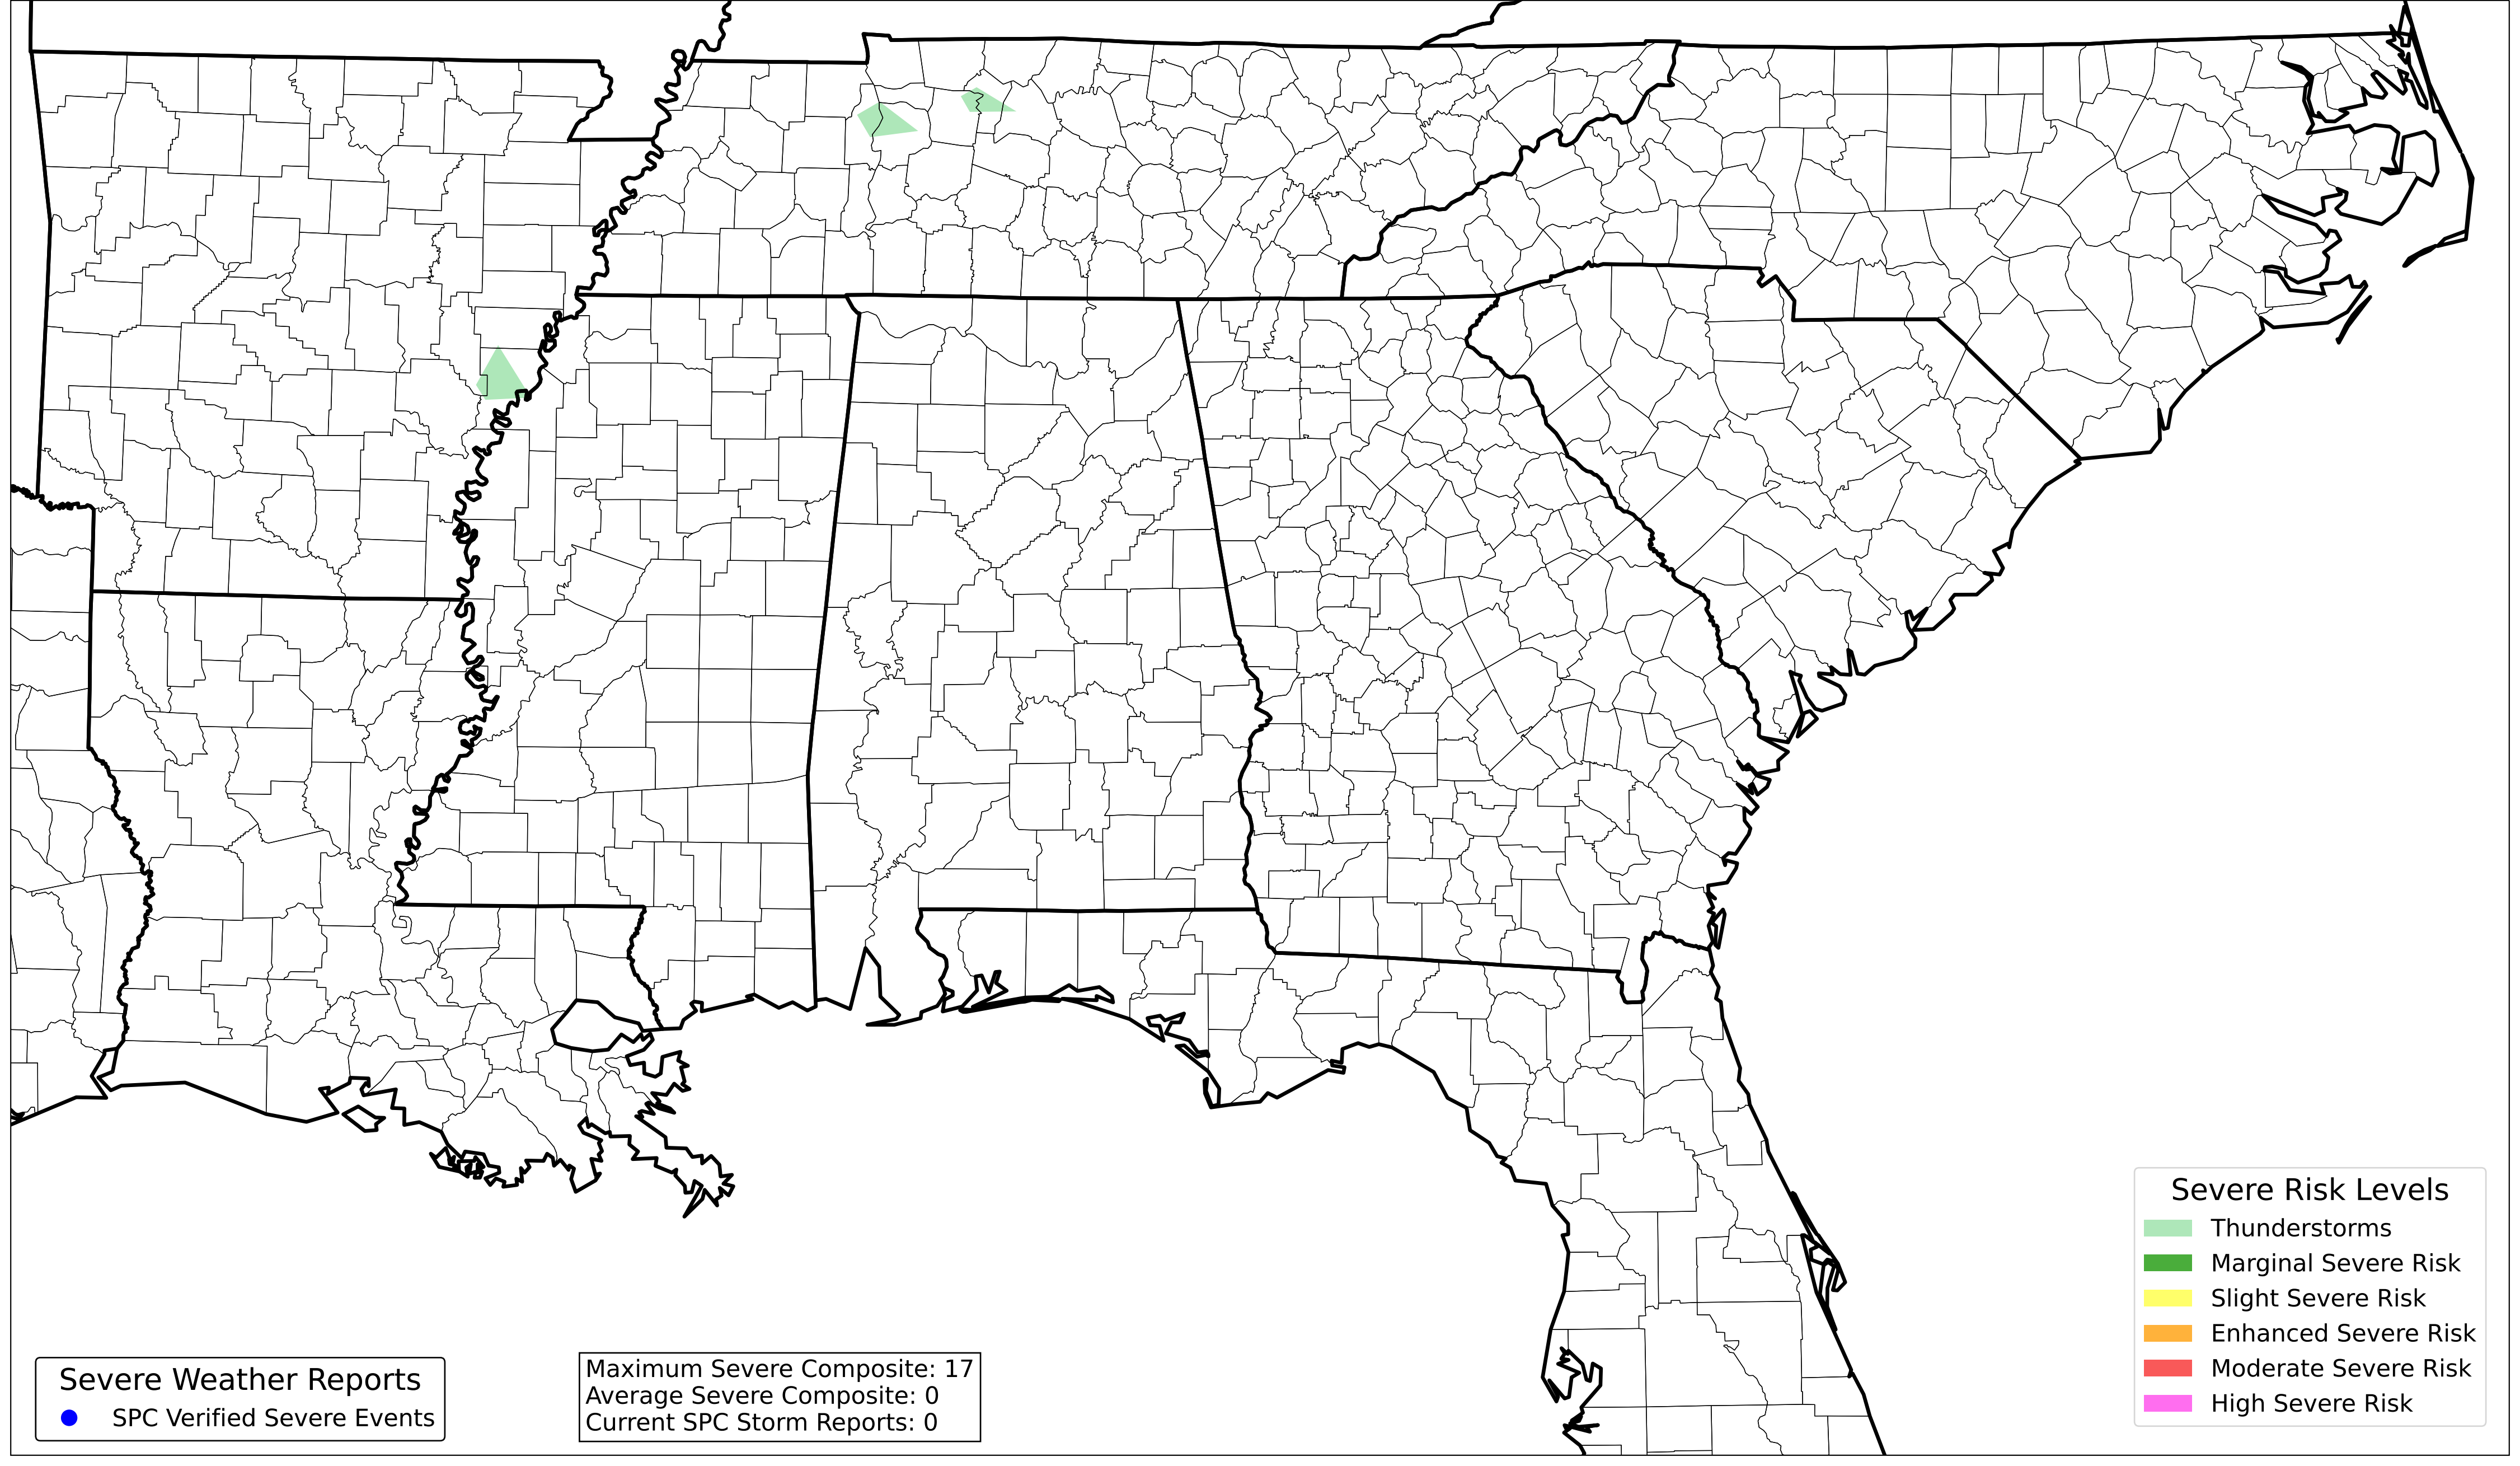 Severe Risk Levels
Thunderstorms
Marginal Severe Risk
Slight Severe Risk
Enhanced Severe Risk
Moderate Severe Risk
High Severe Risk
Severe Weather Reports
SPC Verified Severe Events
Maximum Severe Composite: 17
Average Severe Composite: 0
Current SPC Storm Reports: 0